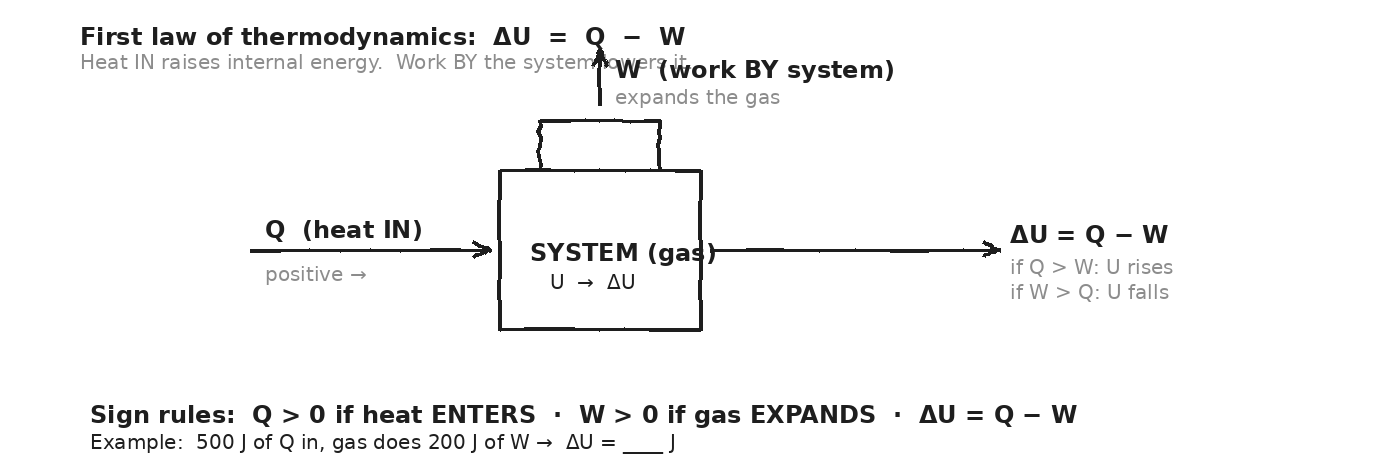 First law of thermodynamics:  ΔU  =  Q  −  W
Heat IN raises internal energy.  Work BY the system lowers it.
W  (work BY system)
expands the gas
Q  (heat IN)
positive →
SYSTEM (gas)
U  →  ΔU
ΔU = Q − W
if Q > W: U rises
if W > Q: U falls
Sign rules:  Q > 0 if heat ENTERS  ·  W > 0 if gas EXPANDS  ·  ΔU = Q − W
Example:  500 J of Q in, gas does 200 J of W →  ΔU = ____ J